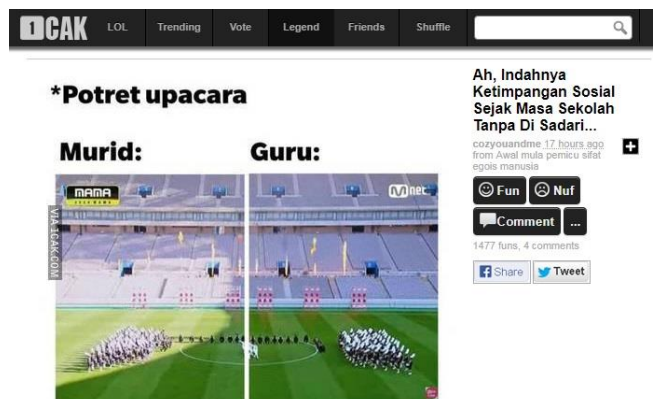 1CAK
LOL Trending Vote Legend Friends Shuffle
*Potret upacara
Murid: Guru:
MAMA
Mnet
VIA 1CAK.COM
Ah, Indahnya
Ketimpangan Sosial
Sejak Masa Sekolah
Tanpa Di Sadari...
cozyouandme 17 hours ago
from Awal mula pemicu sifat
egois manusia
Fun Nuf
Comment ...
1477 funs, 4 comments
Share Tweet